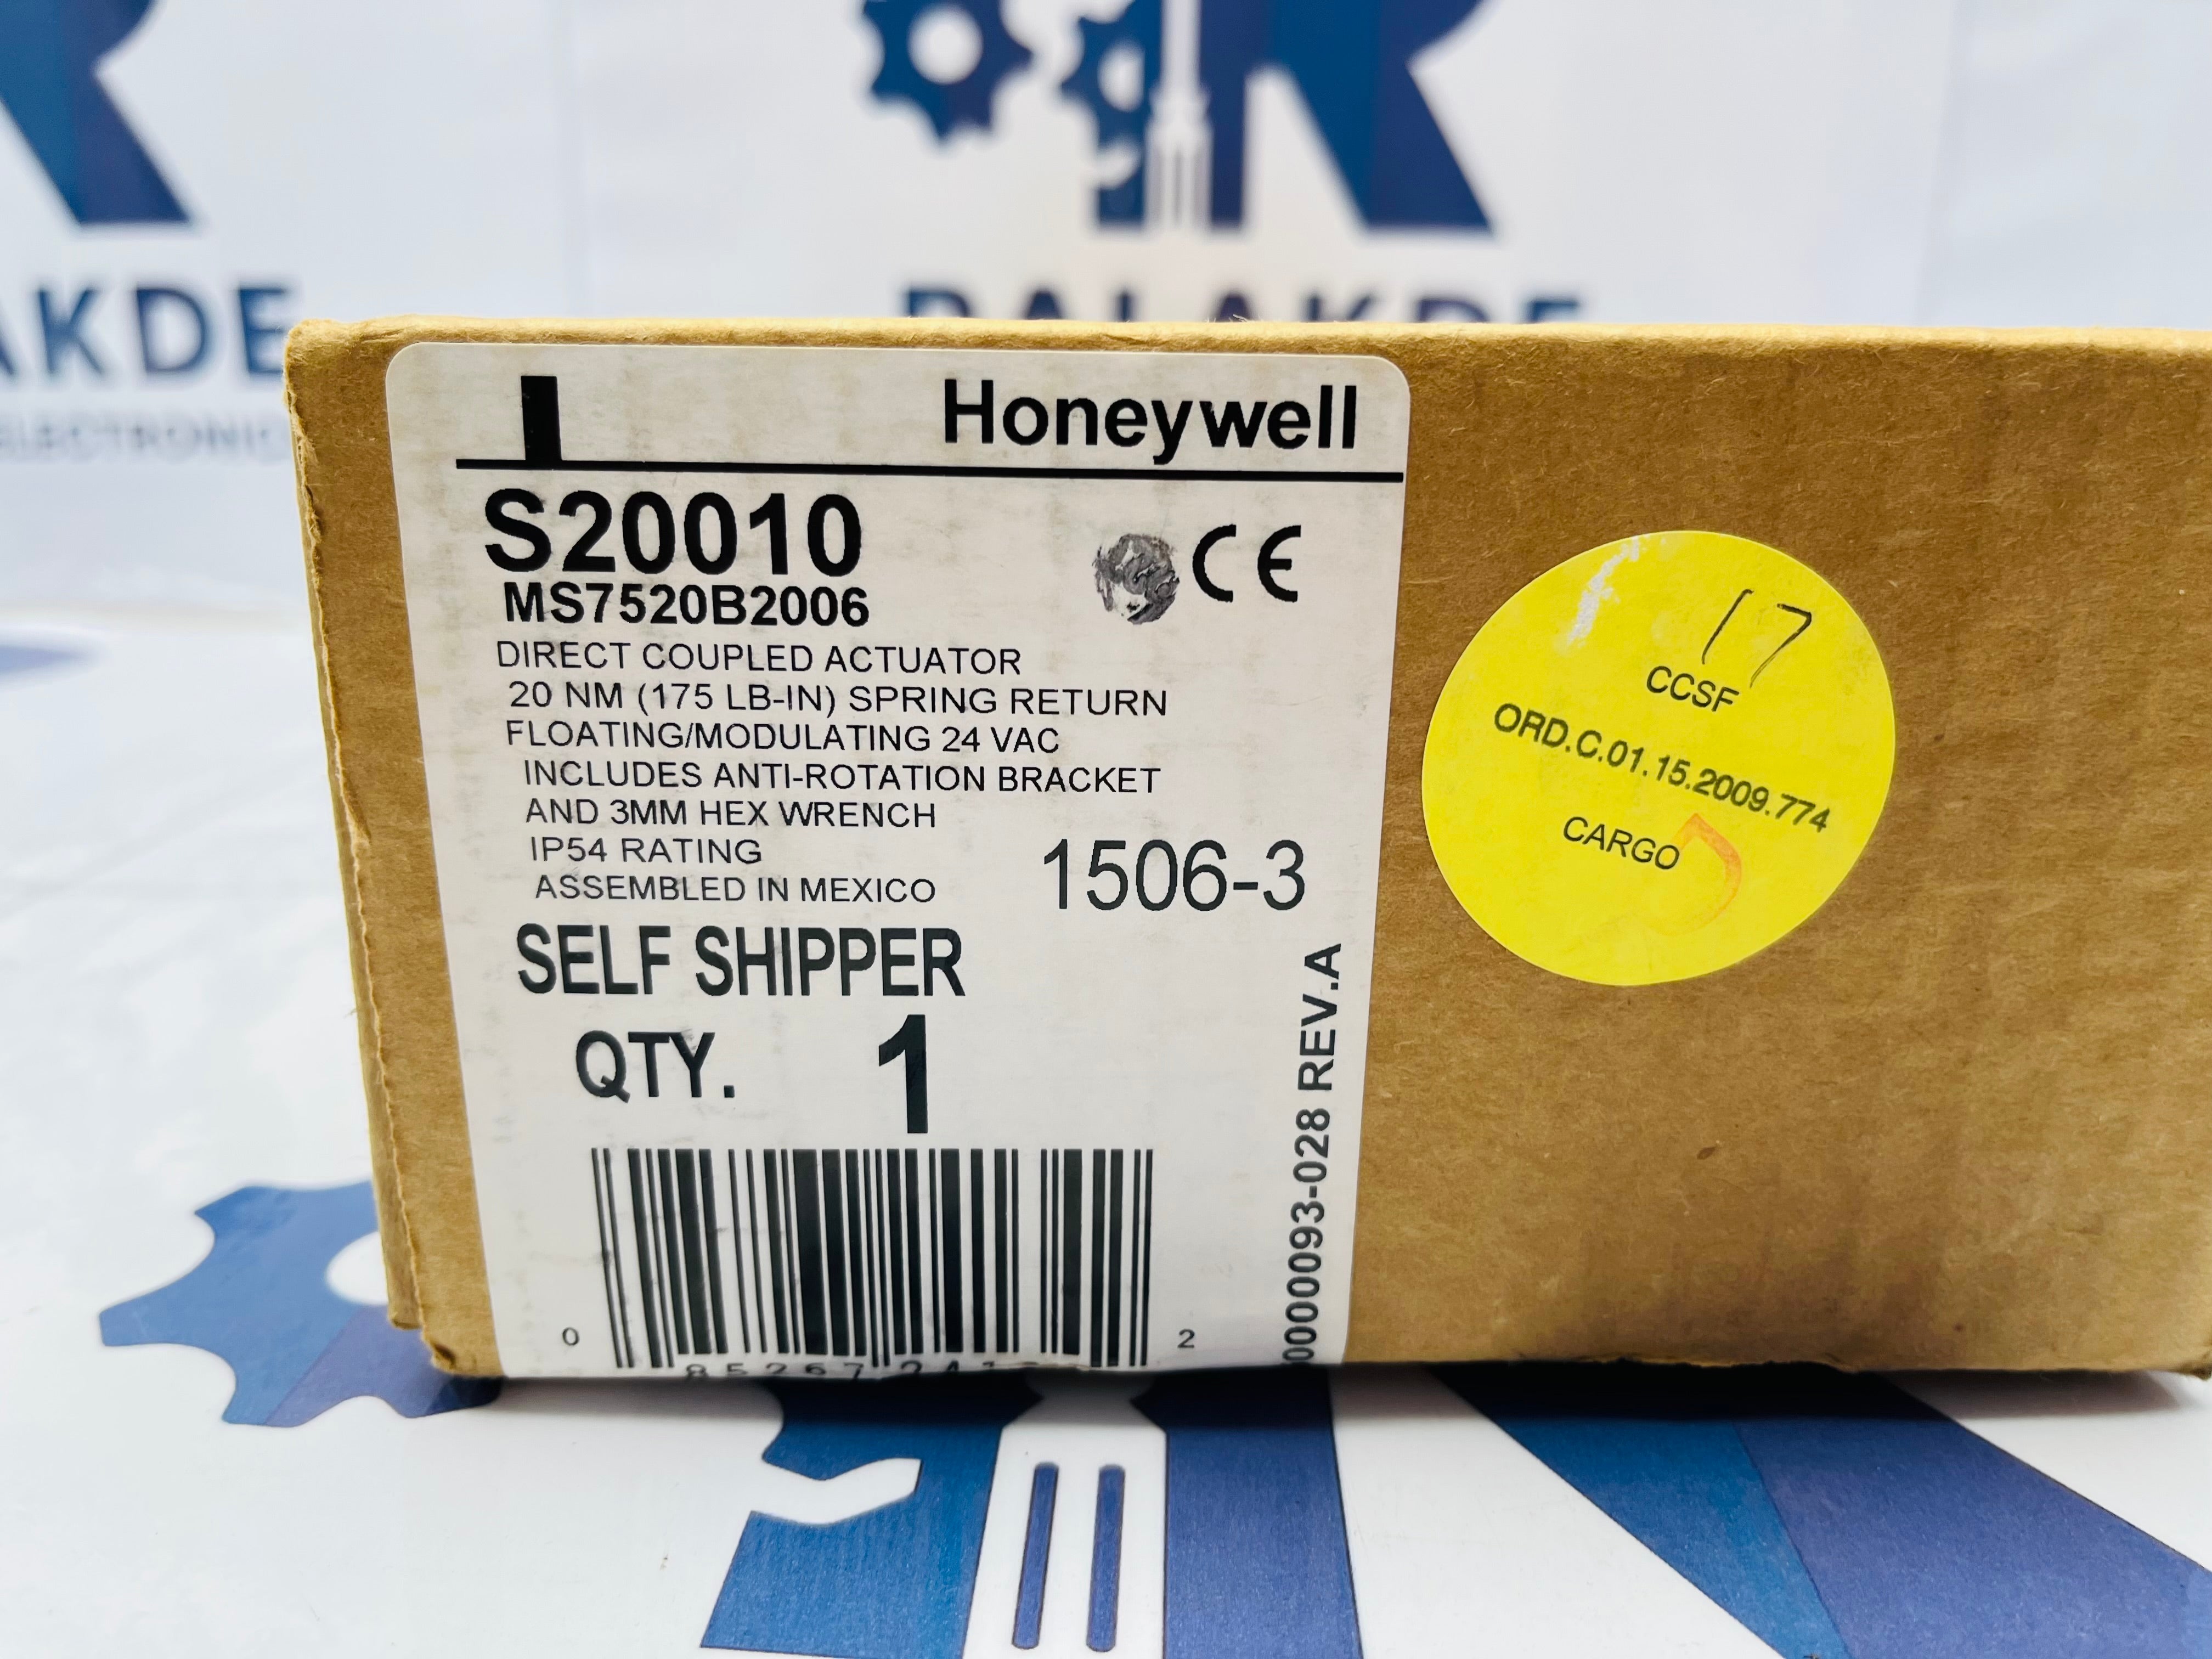 AKDE
ELECTRONIC
Honeywell
S20010
MS7520B2006
CE
DIRECT COUPLED ACTUATOR
20 NM (175 LB-IN) SPRING RETURN
FLOATING/MODULATING 24 VAC
INCLUDES ANTI-ROTATION BRACKET
AND 3MM HEX WRENCH
IP54 RATING
ASSEMBLED IN MEXICO
1506-3
SELF SHIPPER
QTY. 1
0 2
REV.A
17
CCSF
ORD.C.01.15.2009.774
CARGO